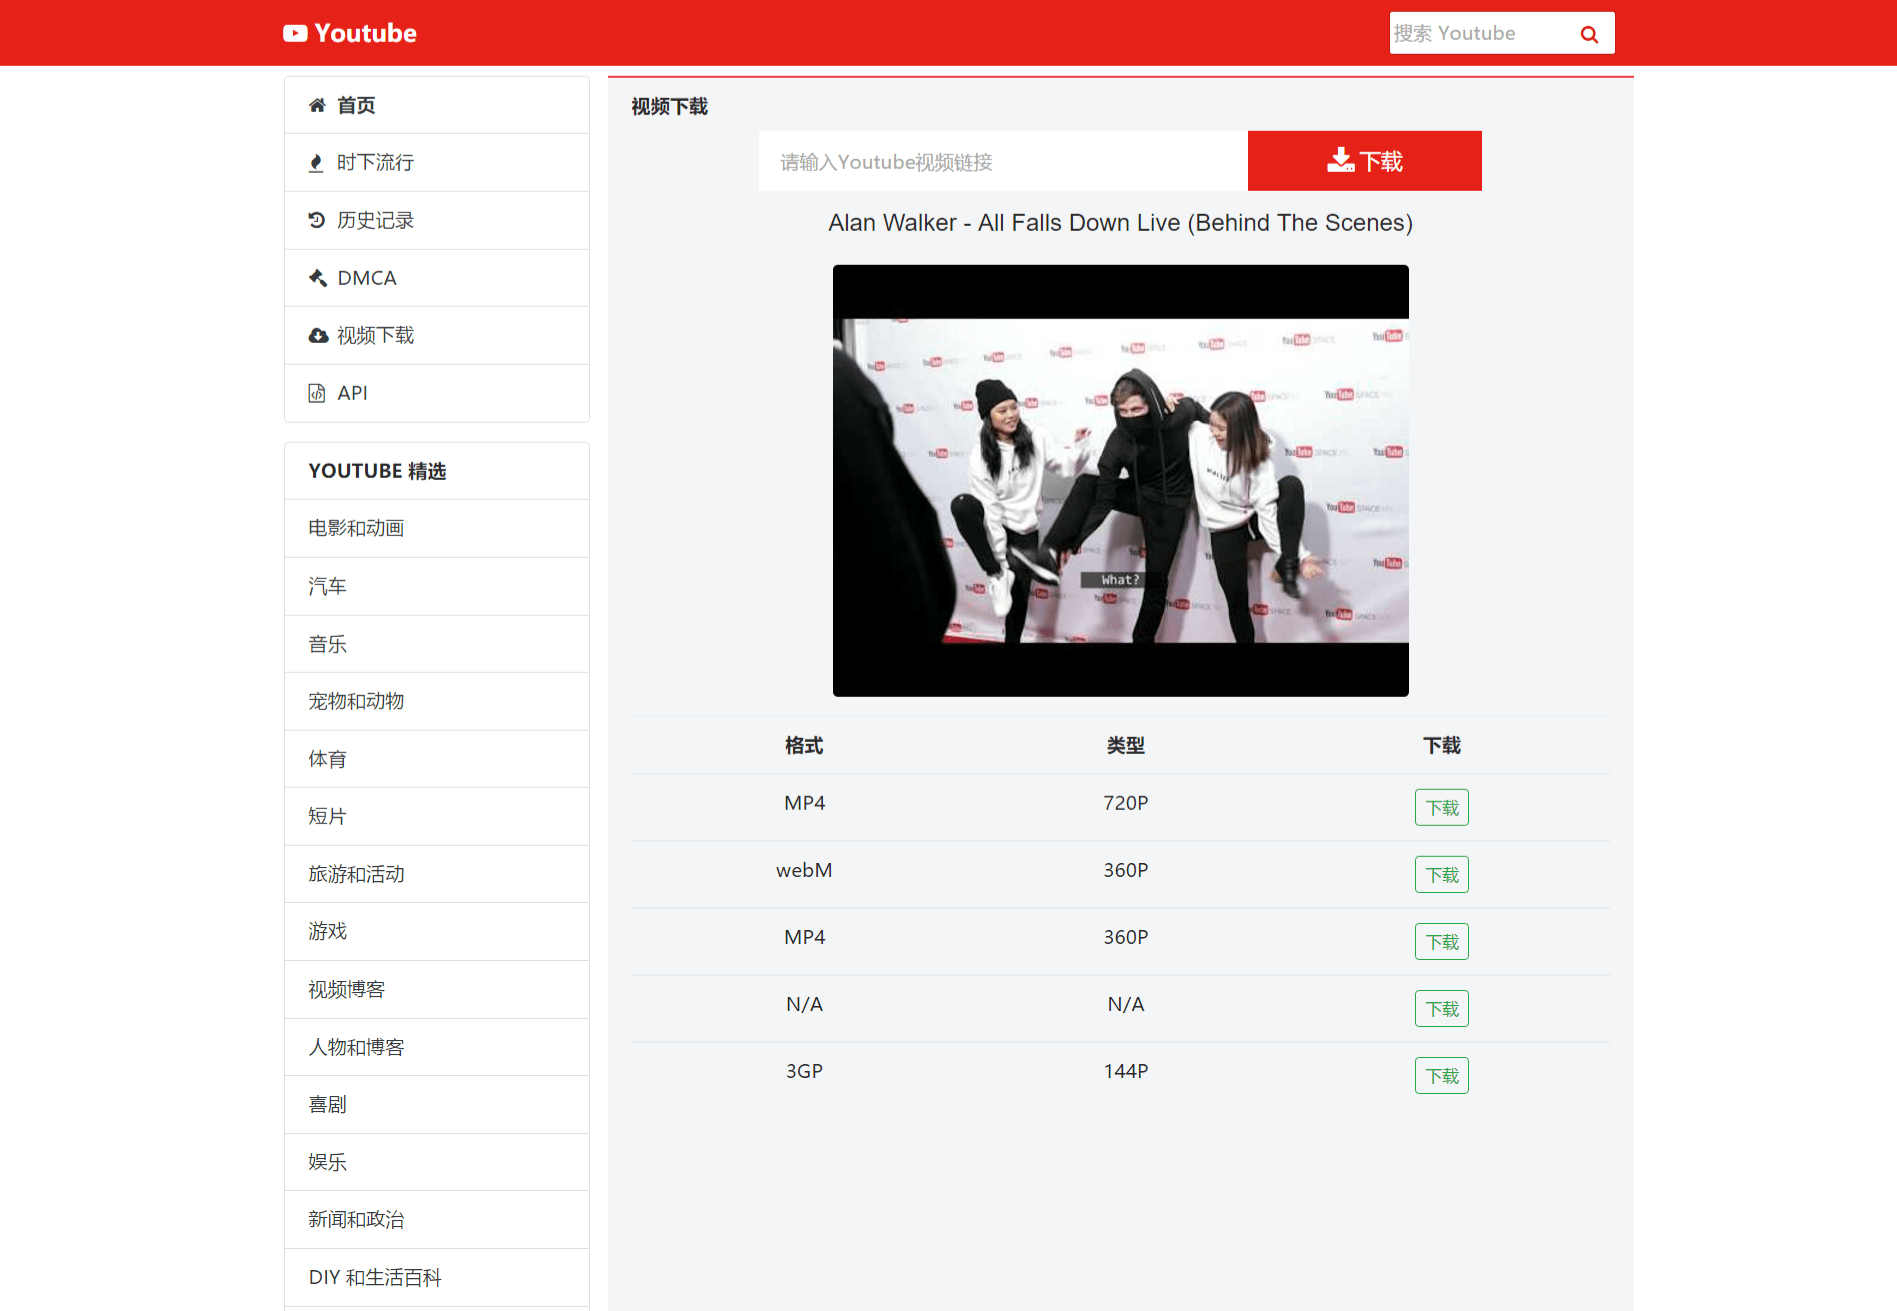 Youtube
搜索 Youtube
首页
时下流行
历史记录
DMCA
视频下载
API
YOUTUBE 精选
电影和动画
汽车
音乐
宠物和动物
体育
短片
旅游和活动
游戏
视频博客
人物和博客
喜剧
娱乐
新闻和政治
DIY 和生活百科
视频下载
请输入Youtube视频链接
下载
Alan Walker - All Falls Down Live (Behind The Scenes)
YouTube SPACE
What?
格式 类型 下载
MP4 720P 下载
webM 360P 下载
MP4 360P 下载
N/A N/A 下载
3GP 144P 下载